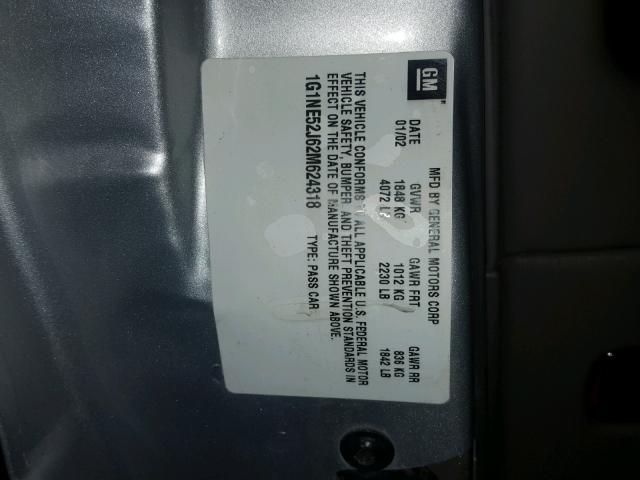 GM
MFD BY GENERAL MOTORS CORP
DATE GVWR GAWR FRT GAWR RR
01/02 1848 KG 1012 KG 836 KG
4072 LB 2230 LB 1842 LB
THIS VEHICLE CONFORMS ALL APPLICABLE U.S. FEDERAL MOTOR
VEHICLE SAFETY, BUMPER AND THEFT PREVENTION STANDARDS IN
EFFECT ON THE DATE OF MANUFACTURE SHOWN ABOVE.
1G1NE52J62M624318 TYPE: PASS CAR